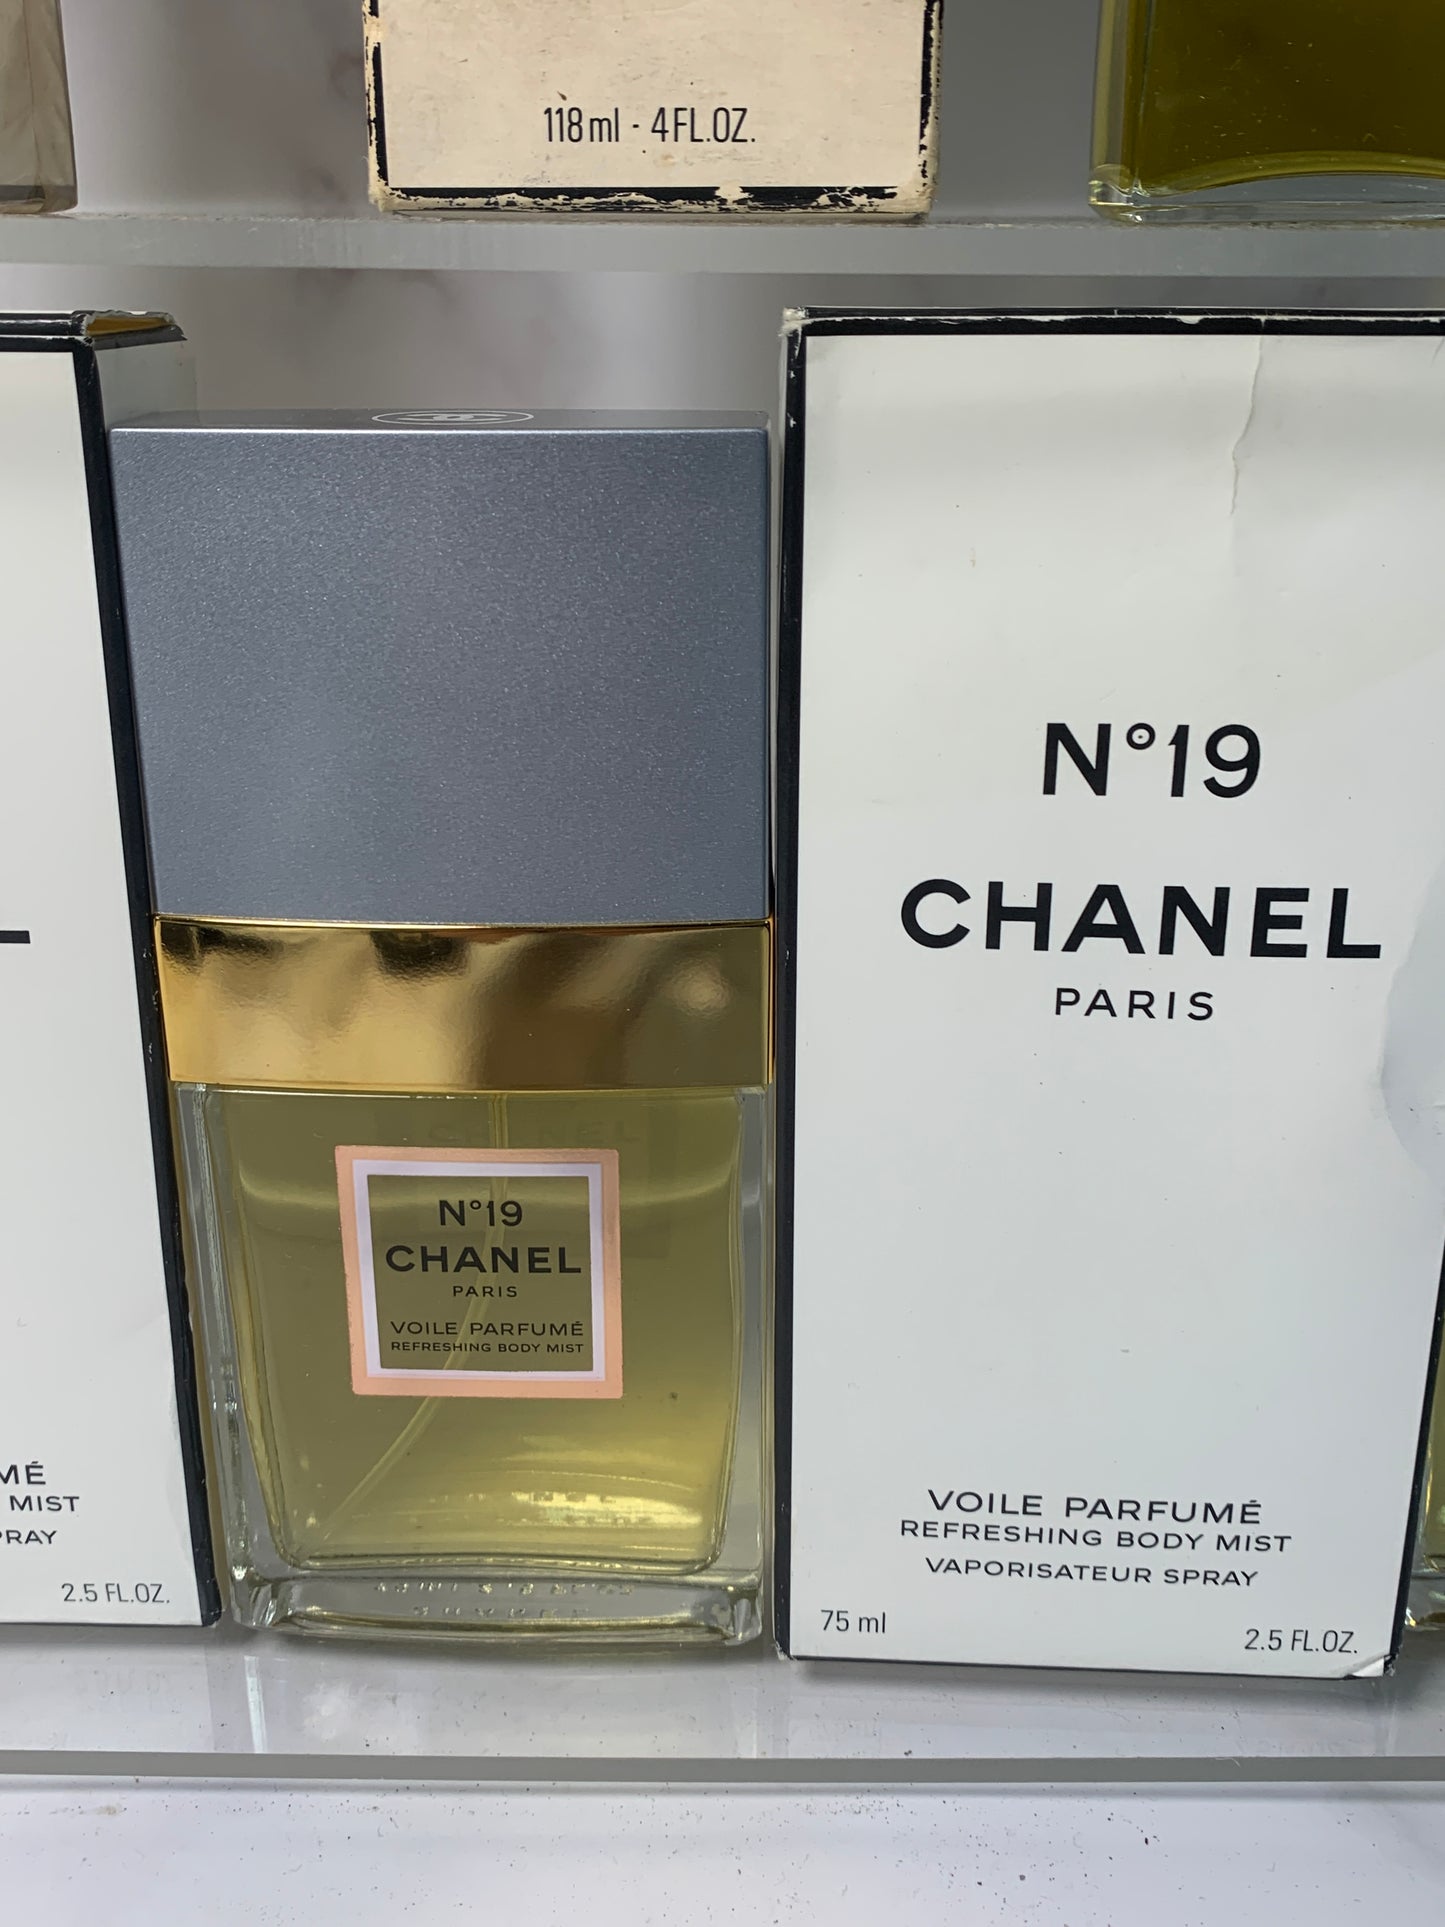 118 ml - 4 FL.OZ.
MÉ
MIST
PRAY
2.5 FL.OZ.
N°19
CHANEL
PARIS
VOILE PARFUMÉ
REFRESHING BODY MIST
N°19
CHANEL
PARIS
VOILE PARFUMÉ
REFRESHING BODY MIST
VAPORISATEUR SPRAY
75 ml
2.5 FL.OZ.